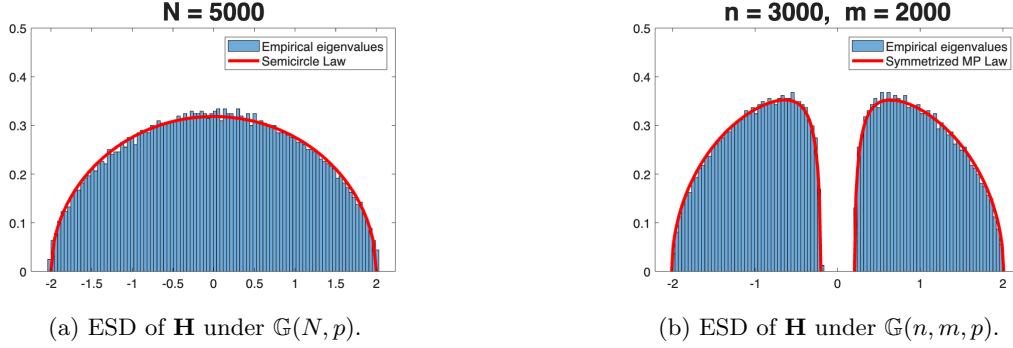 N = 5000
0.5
0.4
0.3
0.2
0.1
0
Empirical eigenvalues
Semicircle Law
-2 -1.5 -1 -0.5 0 0.5 1 1.5 2
(a) ESD of H under 𝔾(N, p).
n = 3000, m = 2000
0.5
0.4
0.3
0.2
0.1
0
Empirical eigenvalues
Symmetrized MP Law
-2 -1 0 1 2
(b) ESD of H under 𝔾(n, m, p).